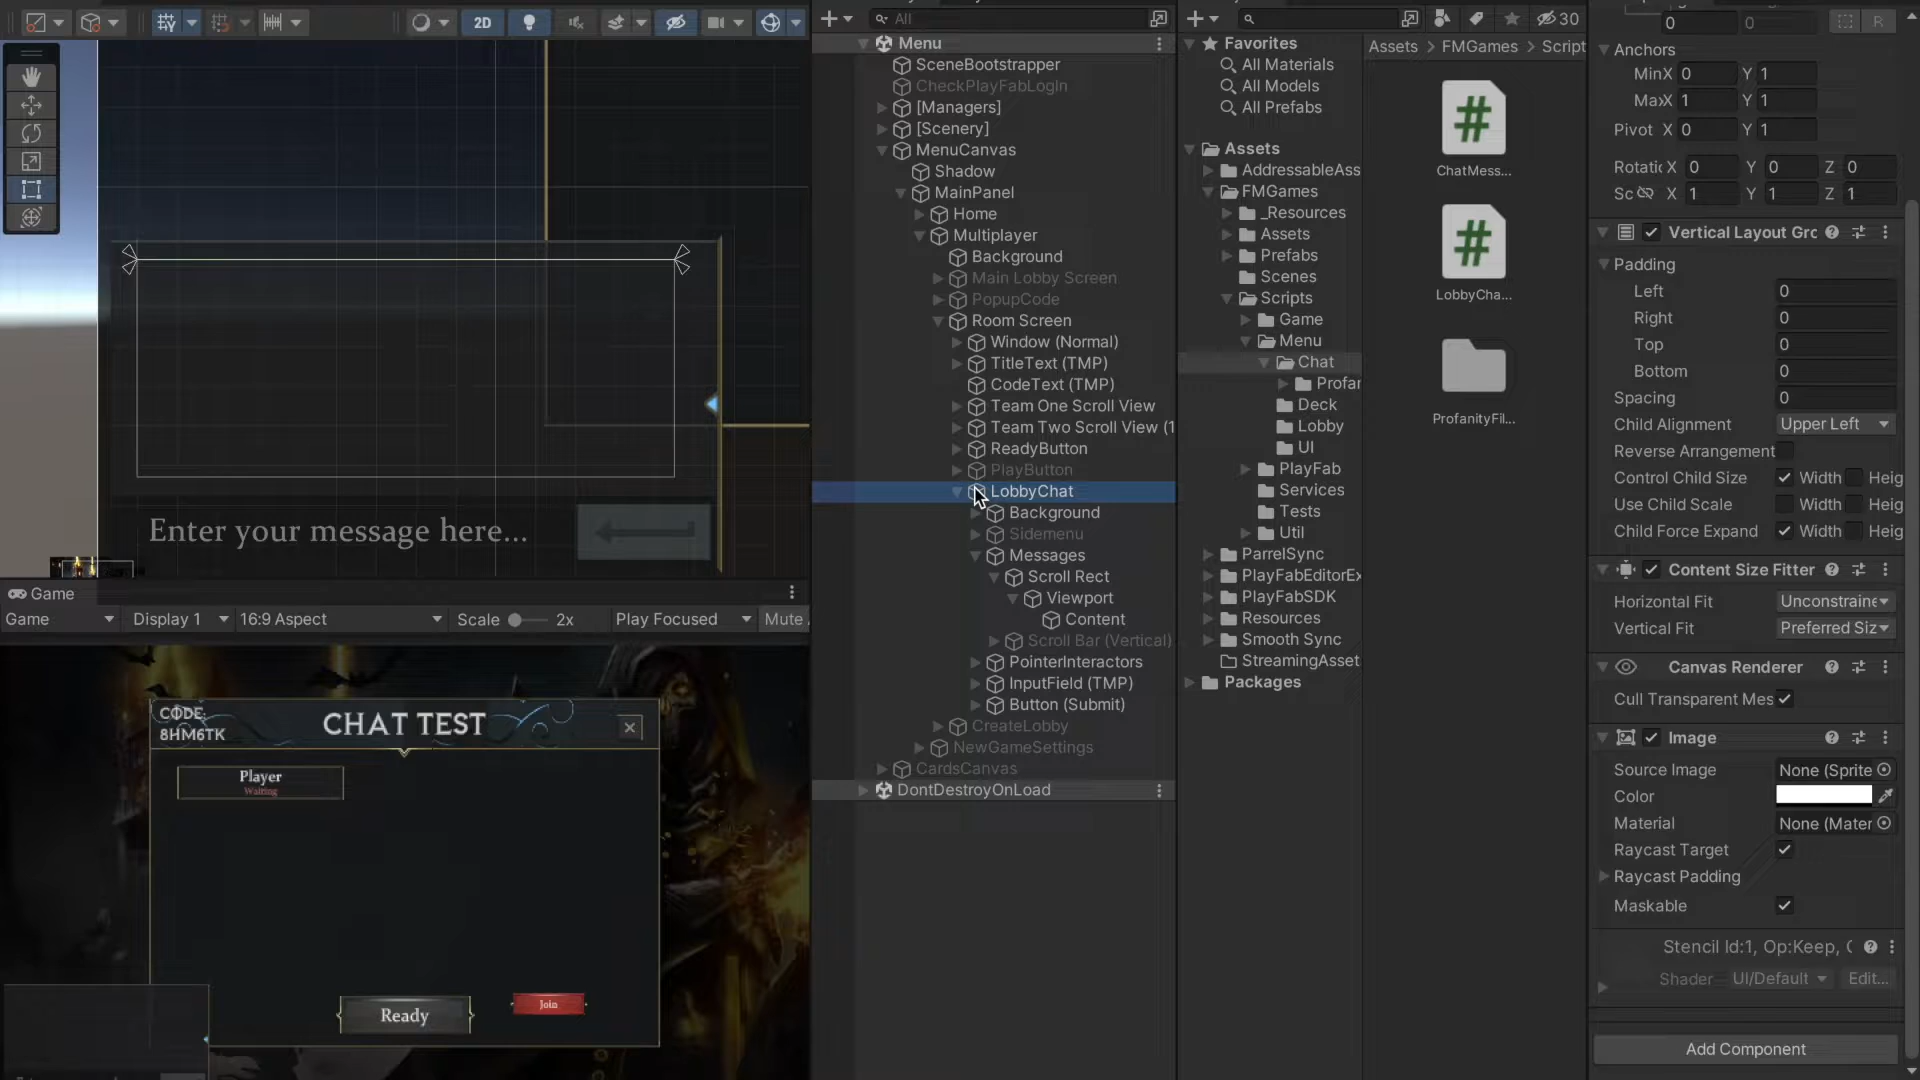 2D
Enter your message here...
Game
Game
Display 1
16:9 Aspect
Scale
2x
Play Focused
Mute
CODE:
8HM6TK
CHAT TEST
Player
Waiting
Ready
Join
All
Menu
SceneBootstrapper
CheckPlayFabLogIn
[Managers]
[Scenery]
MenuCanvas
Shadow
MainPanel
Home
Multiplayer
Background
Main Lobby Screen
PopupCode
Room Screen
Window (Normal)
TitleText (TMP)
CodeText (TMP)
Team One Scroll View
Team Two Scroll View (1
ReadyButton
PlayButton
LobbyChat
Background
Sidemenu
Messages
Scroll Rect
Viewport
Content
Scroll Bar (Vertical)
PointerInteractors
InputField (TMP)
Button (Submit)
CreateLobby
NewGameSettings
CardsCanvas
DontDestroyOnLoad
30
Favorites
All Materials
All Models
All Prefabs
Assets
AddressableAss
FMGames
_Resources
Assets
Prefabs
Scenes
Scripts
Game
Menu
Chat
Profar
Deck
Lobby
UI
PlayFab
Services
Tests
Util
ParrelSync
PlayFabEditorEx
PlayFabSDK
Resources
Smooth Sync
StreamingAsset
Packages
Assets > FMGames > Script
ChatMess...
LobbyCha...
ProfanityFil...
0 0 R
Anchors
Min X 0 Y 1
Max X 1 Y 1
Pivot X 0 Y 1
Rotatic X 0 Y 0 Z 0
Sc X 1 Y 1 Z 1
Vertical Layout Grc
Padding
Left 0
Right 0
Top 0
Bottom 0
Spacing 0
Child Alignment Upper Left
Reverse Arrangement
Control Child Size Width Heig
Use Child Scale Width Heig
Child Force Expand Width Heig
Content Size Fitter
Horizontal Fit Unconstraine
Vertical Fit Preferred Siz
Canvas Renderer
Cull Transparent Mes
Image
Source Image None (Sprite
Color
Material None (Mater
Raycast Target
Raycast Padding
Maskable
Stencil Id:1, Op:Keep, C
Shader UI/Default Edit...
Add Component